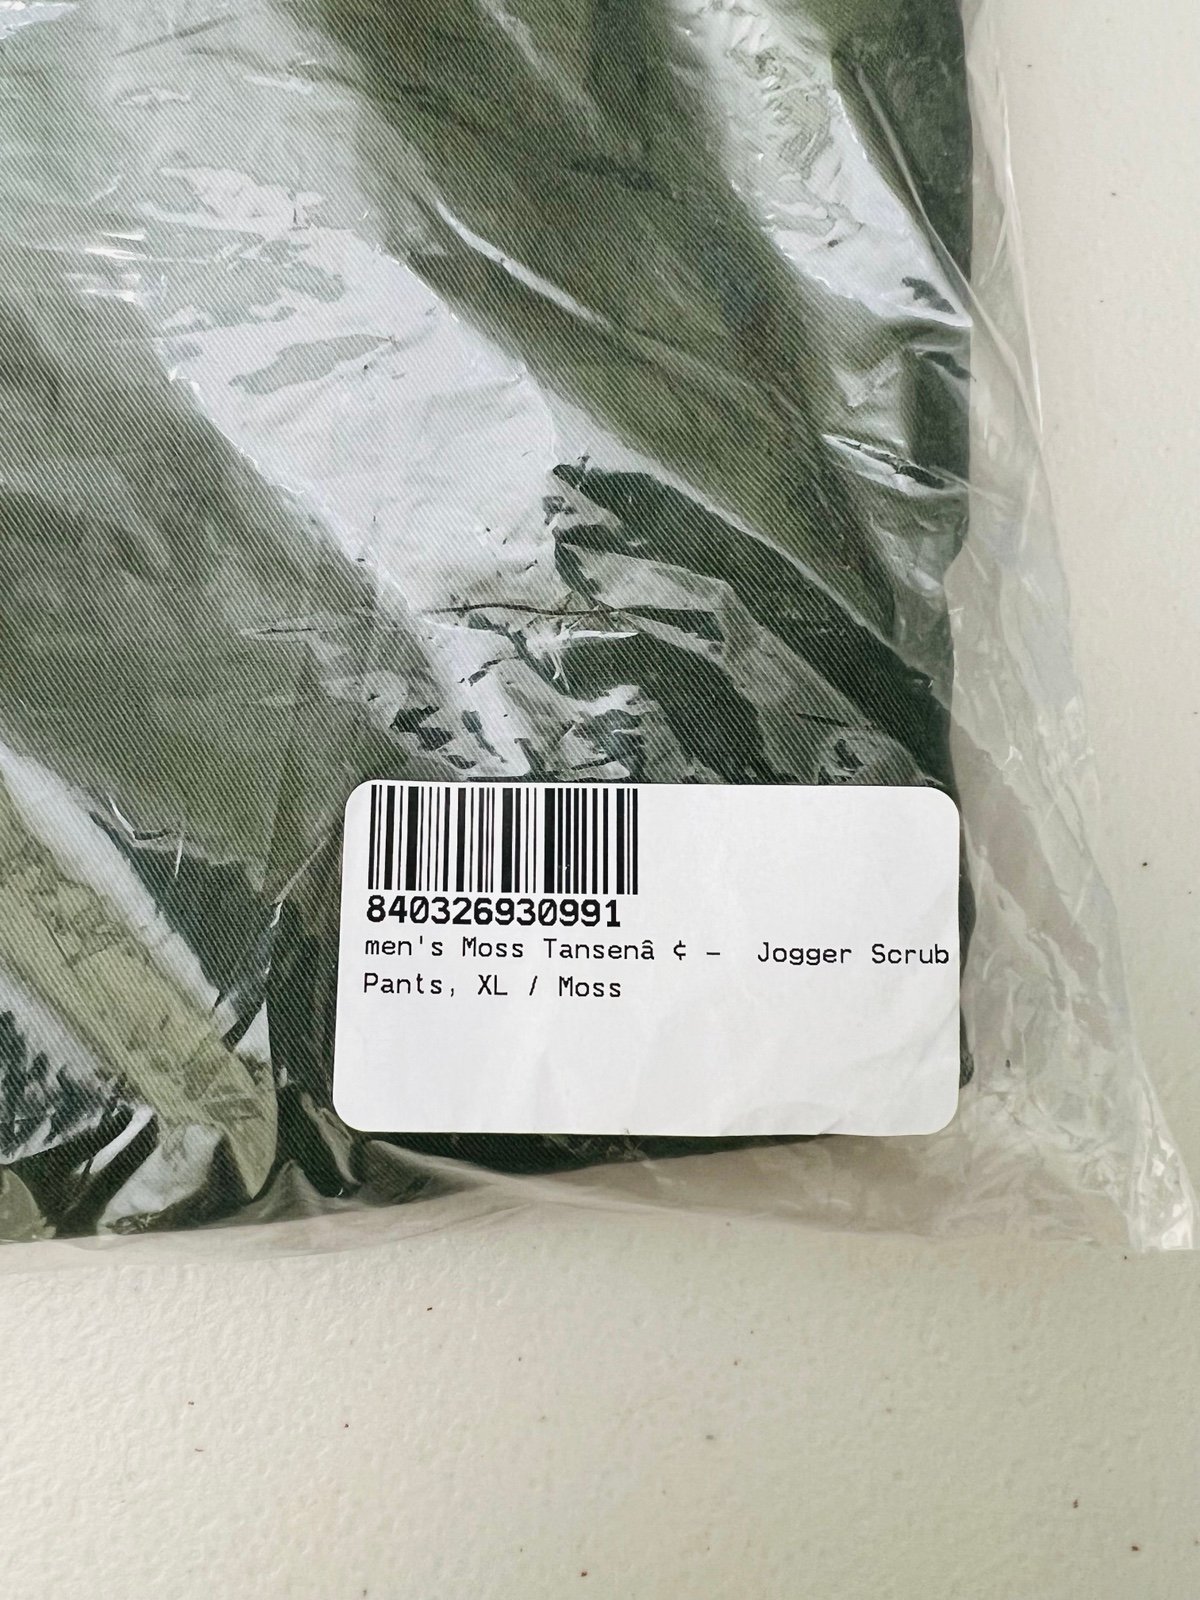 840326930991
men's Moss Tansenâ ¢ – Jogger Scrub
Pants, XL / Moss